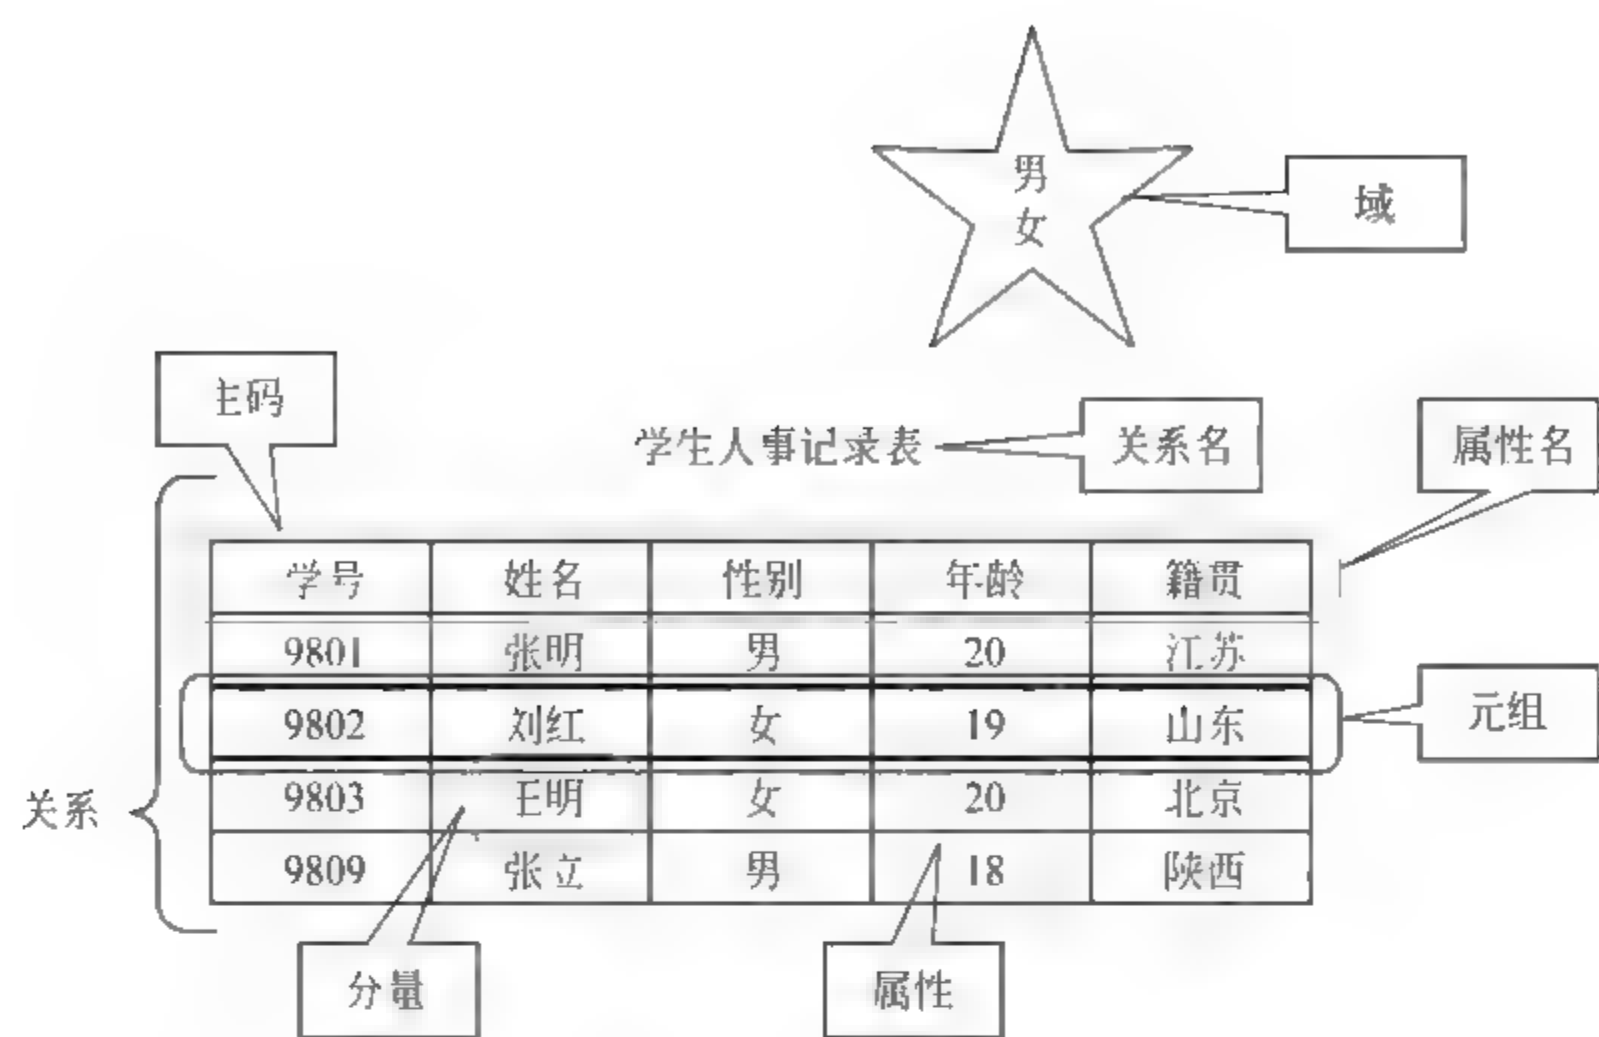 男
女
域
主码
学生人事记录表
关系名
属性名
学号 姓名 性别 年龄 籍贯
9801 张明 男 20 江苏
9802 刘红 女 19 山东
元组
9803 王明 女 20 北京
关系
9809 张立 男 18 陕西
分量
属性